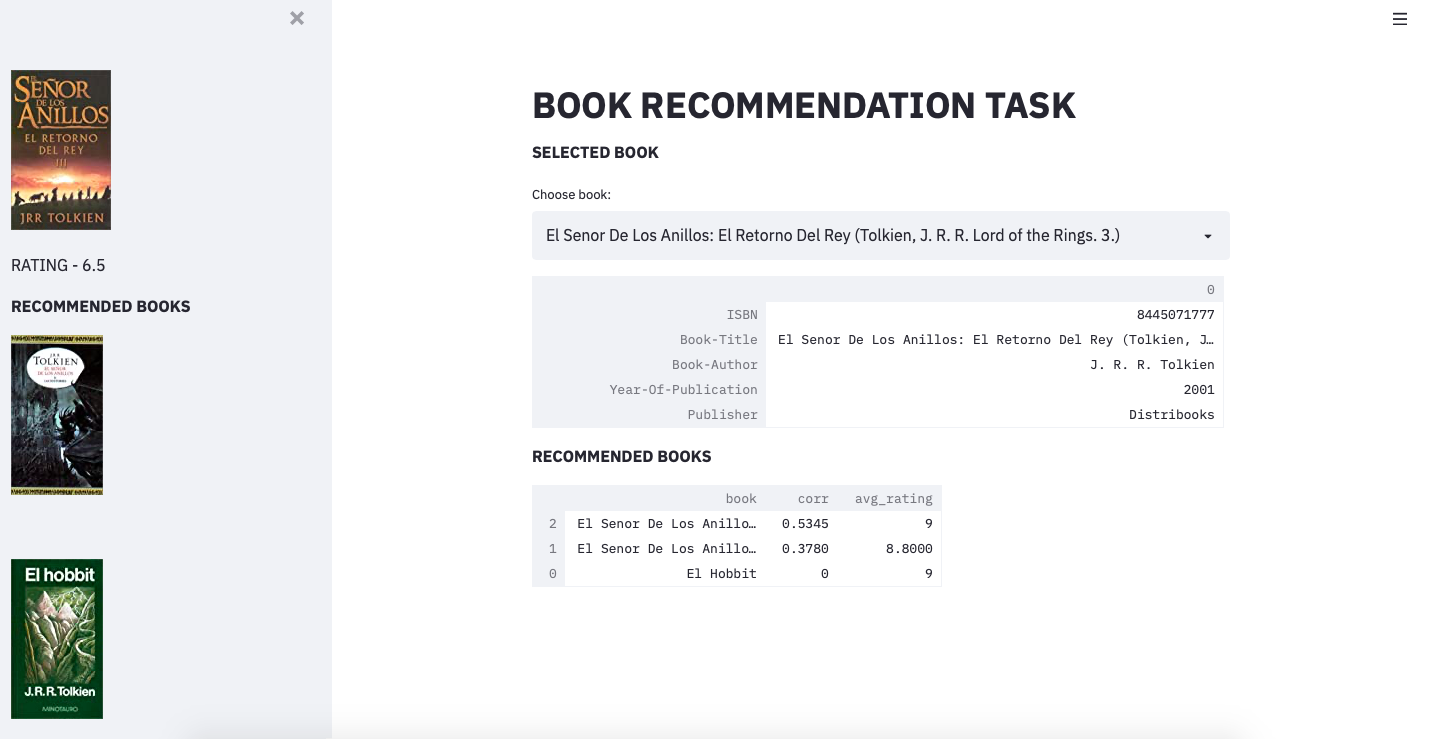 EL
SEÑOR
DE LOS
ANILLOS
EL RETORNO
DEL REY
III
JRR TOLKIEN
RATING - 6.5
RECOMMENDED BOOKS
J.R.R.
TOLKIEN
EL SEÑOR
DE LOS ANILLOS
El hobbit
J.R.R. Tolkien
MINOTAURO
BOOK RECOMMENDATION TASK
SELECTED BOOK
Choose book:
El Senor De Los Anillos: El Retorno Del Rey (Tolkien, J. R. R. Lord of the Rings. 3.)
0
ISBN 8445071777
Book-Title El Senor De Los Anillos: El Retorno Del Rey (Tolkien, J…
Book-Author J. R. R. Tolkien
Year-Of-Publication 2001
Publisher Distribooks
RECOMMENDED BOOKS
book corr avg_rating
2 El Senor De Los Anillo… 0.5345 9
1 El Senor De Los Anillo… 0.3780 8.8000
0 El Hobbit 0 9